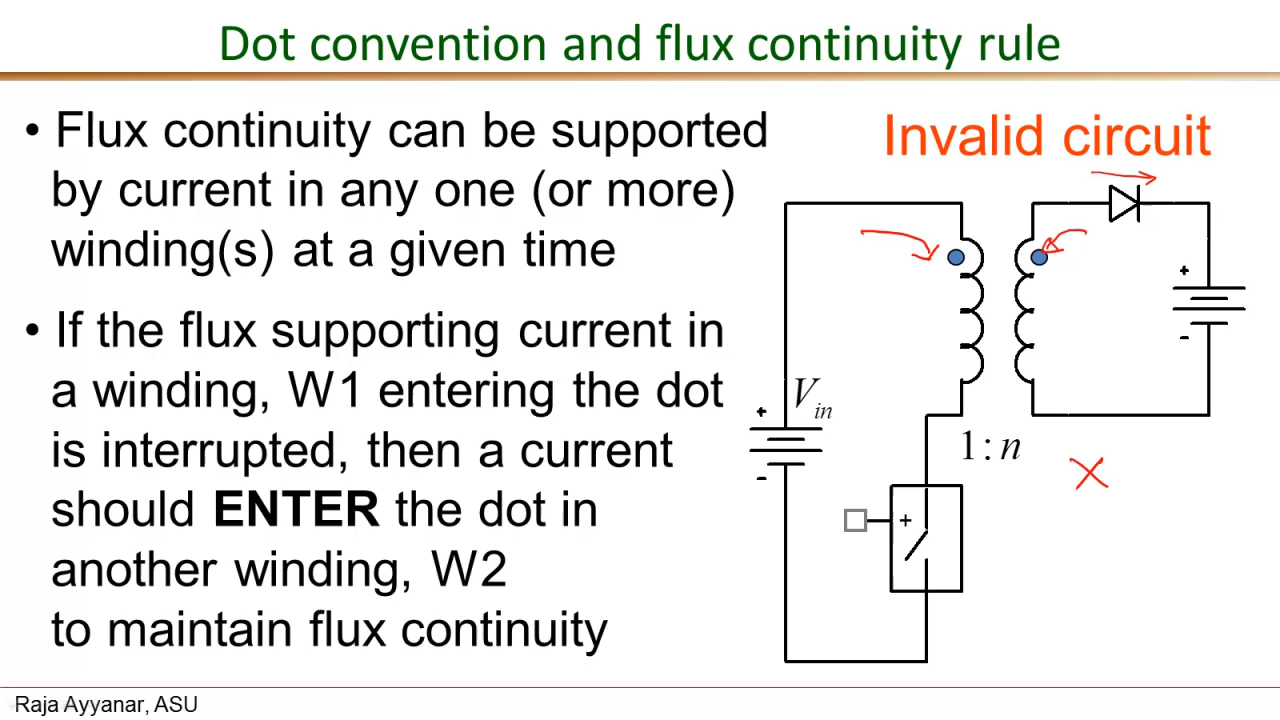 Dot convention and flux continuity rule
• Flux continuity can be supported
by current in any one (or more)
winding(s) at a given time
• If the flux supporting current in
a winding, W1 entering the dot
is interrupted, then a current
should ENTER the dot in
another winding, W2
to maintain flux continuity
Invalid circuit
+
-
V_in
+
-
1:n
+
Raja Ayyanar, ASU